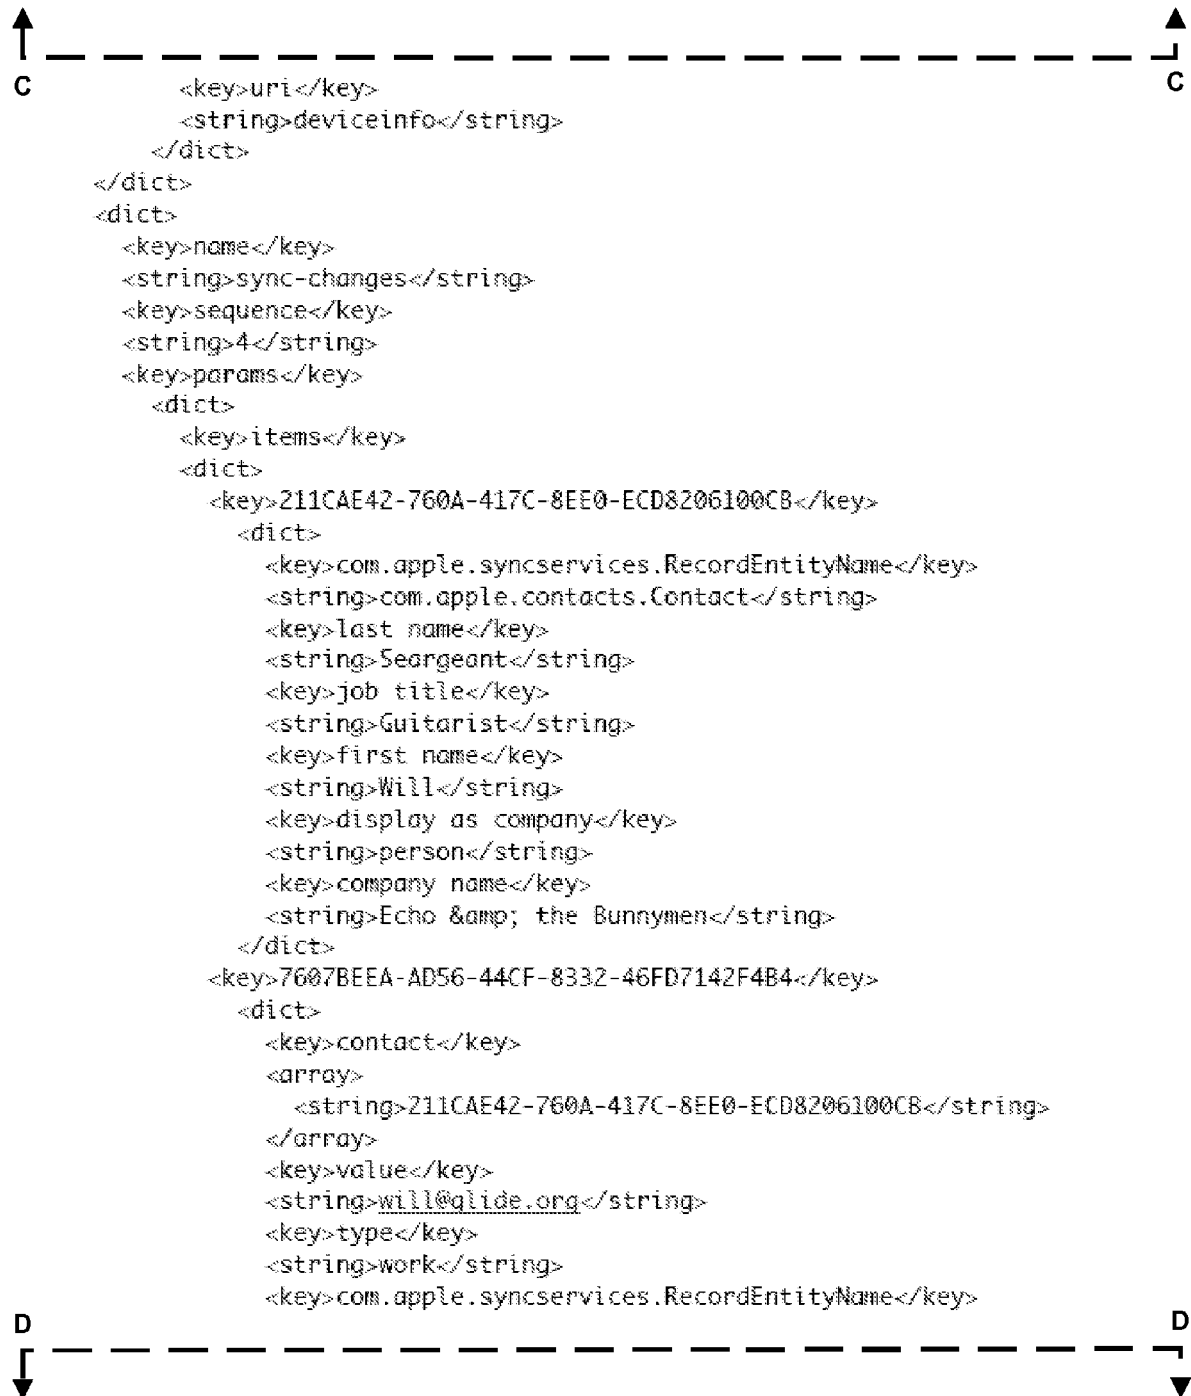 C C
<key>uri</key>
<string>deviceinfo</string>
</dict>
</dict>
<dict>
<key>name</key>
<string>sync-changes</string>
<key>sequence</key>
<string>4</string>
<key>params</key>
<dict>
<key>items</key>
<dict>
<key>211CAE42-760A-417C-8EE0-ECD8206100CB</key>
<dict>
<key>com.apple.syncservices.RecordEntityName</key>
<string>com.apple.contacts.Contact</string>
<key>last name</key>
<string>Seargeant</string>
<key>job title</key>
<string>Guitarist</string>
<key>first name</key>
<string>Will</string>
<key>display as company</key>
<string>person</string>
<key>company name</key>
<string>Echo &amp; the Bunnymen</string>
</dict>
<key>7607BEEA-AD56-44CF-8332-46FD7142F4B4</key>
<dict>
<key>contact</key>
<array>
<string>211CAE42-760A-417C-8EE0-ECD8206100CB</string>
</array>
<key>value</key>
<string>will@glide.org</string>
<key>type</key>
<string>work</string>
<key>com.apple.syncservices.RecordEntityName</key>
D D